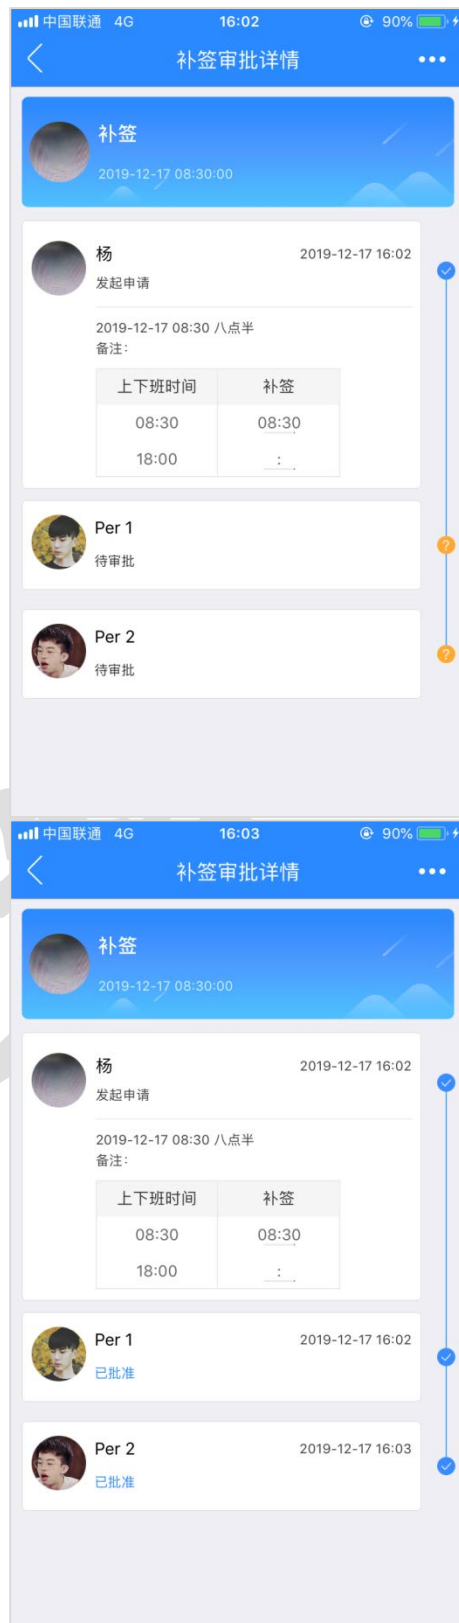 中国联通 4G 16:02 90%
补签审批详情
补签
2019-12-17 08:30:00
杨 2019-12-17 16:02
发起申请
2019-12-17 08:30 八点半
备注：
上下班时间 补签
08:30 08:30
18:00 :
Per 1
待审批
Per 2
待审批
中国联通 4G 16:03 90%
补签审批详情
补签
2019-12-17 08:30:00
杨 2019-12-17 16:02
发起申请
2019-12-17 08:30 八点半
备注：
上下班时间 补签
08:30 08:30
18:00 :
Per 1 2019-12-17 16:02
已批准
Per 2 2019-12-17 16:03
已批准